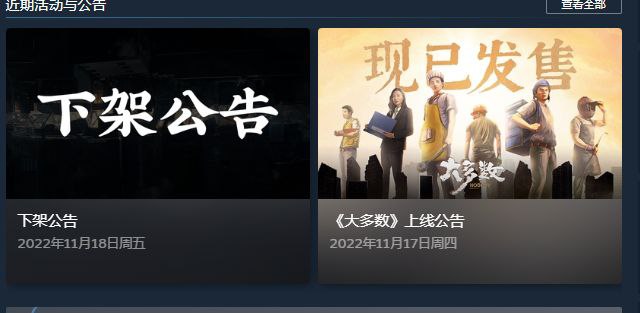 近期活动与公告
查看全部
下架公告
现已发售
大多数
下架公告
2022年11月18日周五
《大多数》上线公告
2022年11月17日周四